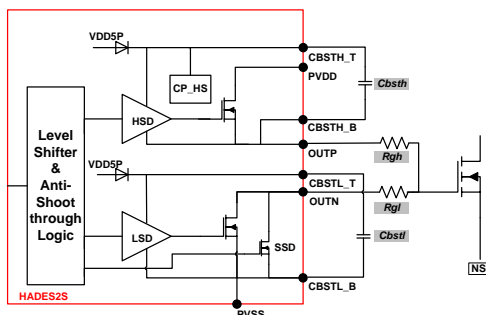 VDD5P
CBSTH_T
PVDD
CP_HS
Cbsth
HSD
CBSTH_B
OUTP
Rgh
Level
Shifter
&
Anti-
Shoot
through
Logic
VDD5P
CBSTL_T
OUTN
Rgl
LSD
SSD
Cbstl
NS
CBSTL_B
HADES2S
PVSS